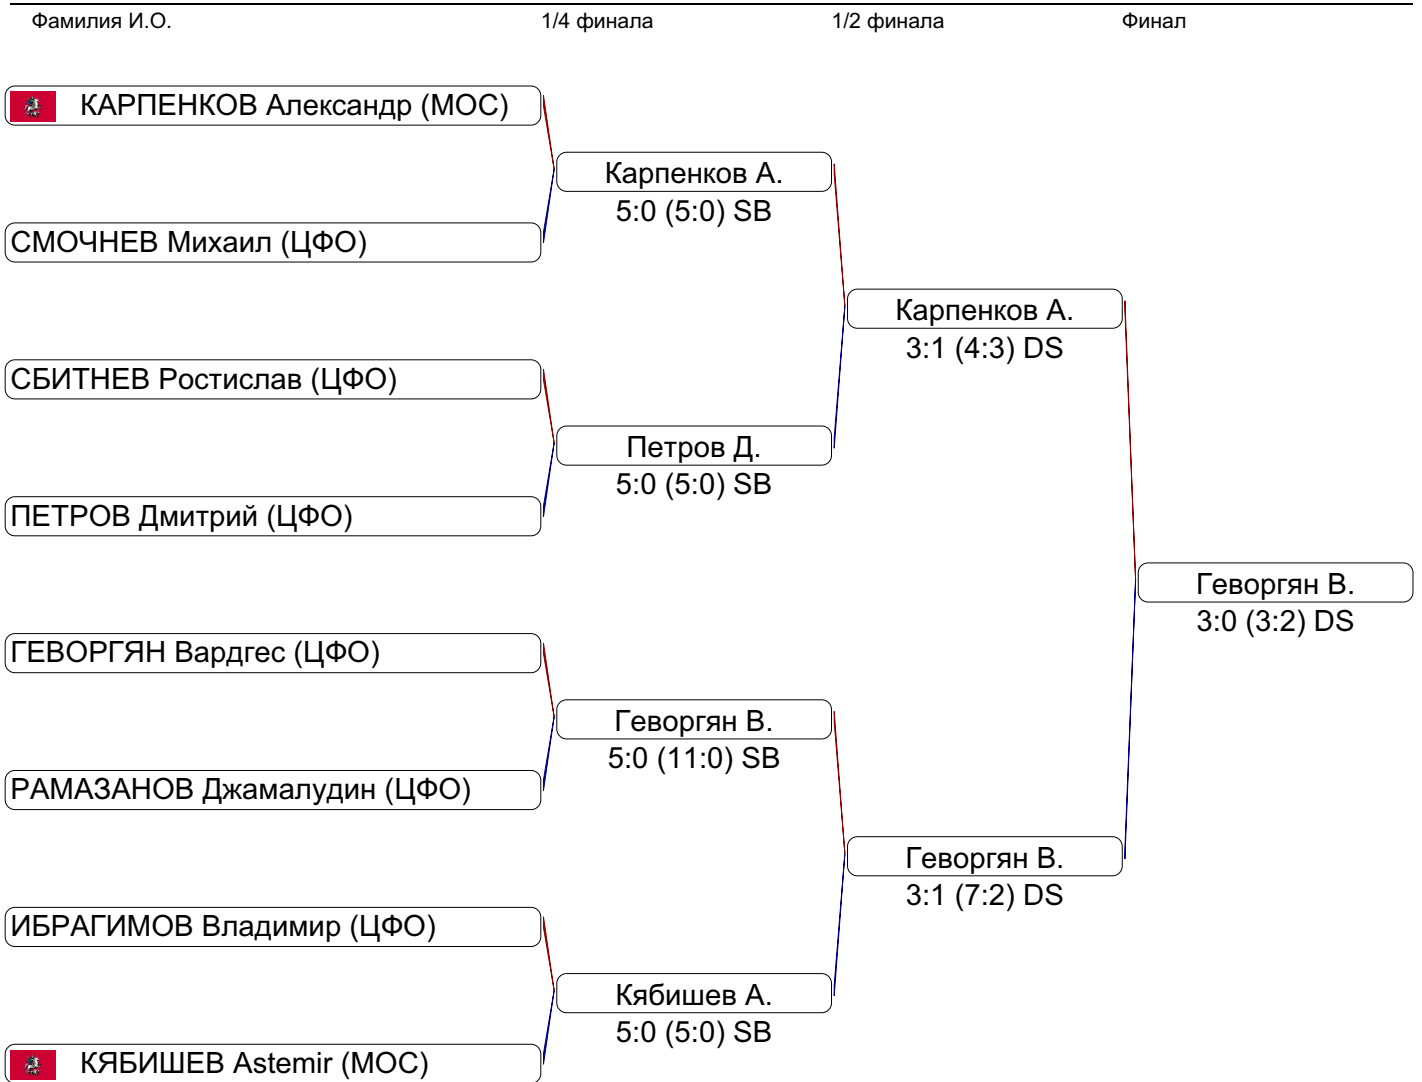 Фамилия И.О. 1/4 финала 1/2 финала Финал
КАРПЕНКОВ Александр (МОС)
Карпенков А.
5:0 (5:0) SB
СМОЧНЕВ Михаил (ЦФО)
Карпенков А.
3:1 (4:3) DS
СБИТНЕВ Ростислав (ЦФО)
Петров Д.
5:0 (5:0) SB
ПЕТРОВ Дмитрий (ЦФО)
Геворгян В.
3:0 (3:2) DS
ГЕВОРГЯН Вардгес (ЦФО)
Геворгян В.
5:0 (11:0) SB
РАМАЗАНОВ Джамалудин (ЦФО)
Геворгян В.
3:1 (7:2) DS
ИБРАГИМОВ Владимир (ЦФО)
Кябишев А.
5:0 (5:0) SB
КЯБИШЕВ Astemir (МОС)